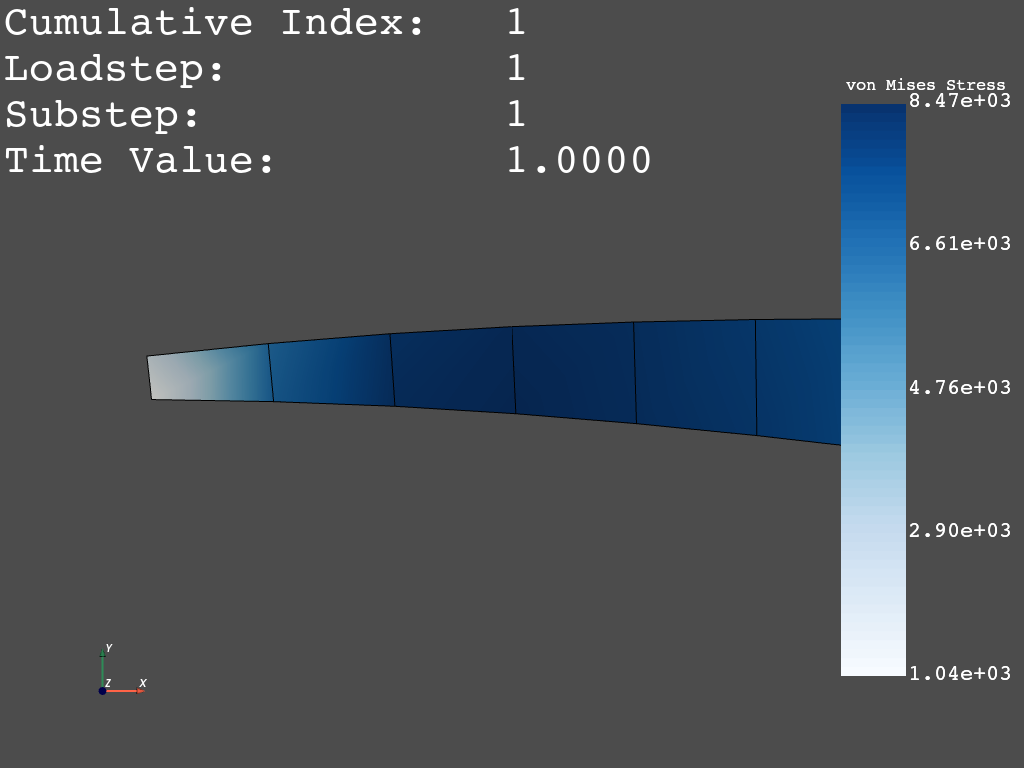 Cumulative Index: 1
Loadstep: 1
Substep: 1
Time Value: 1.0000
von Mises Stress
8.47e+03
6.61e+03
4.76e+03
2.90e+03
1.04e+03
Y
Z X